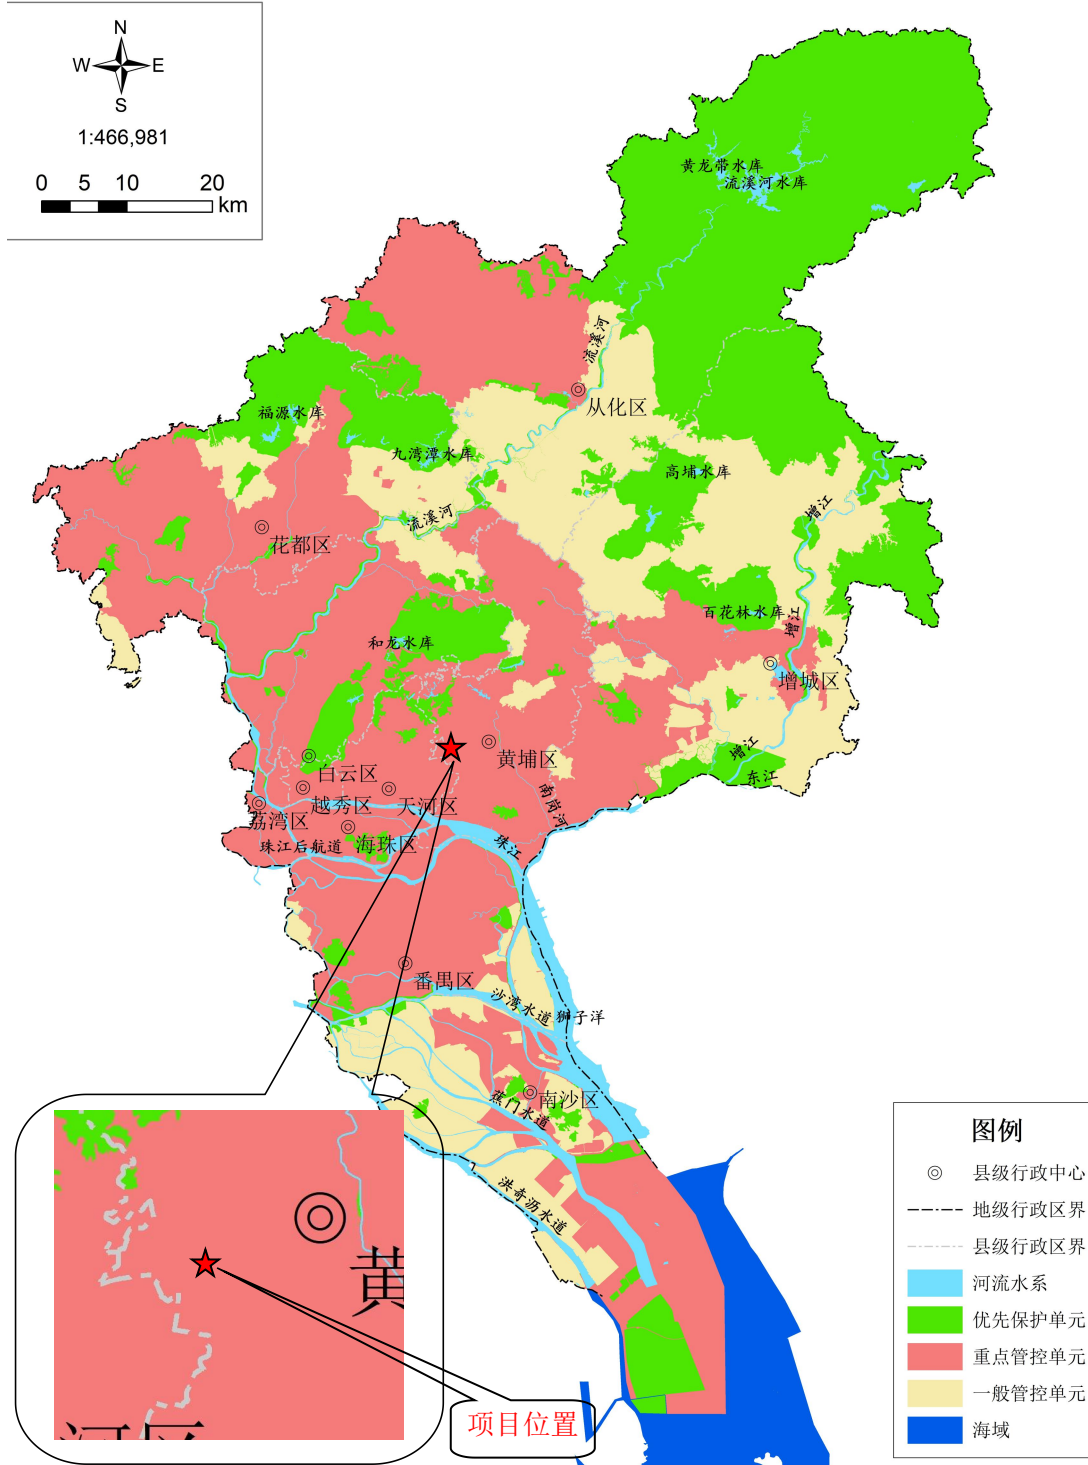 N
W E
S
1:466,981
0 5 10 20
km
黄龙带水库
流溪河水库
流溪河
从化区
福源水库
九湾潭水库
高埔水库
增江
流溪河
花都区
百花林水库
增江
和龙水库
增城区
黄埔区
增江
东江
白云区
越秀区
天河区
南岗河
荔湾区
海珠区
珠江后航道
珠江
番禺区
沙湾水道
狮子洋
南沙区
蕉门水道
洪奇沥水道
黄
河区
项目位置
图例
县级行政中心
地级行政区界
县级行政区界
河流水系
优先保护单元
重点管控单元
一般管控单元
海域